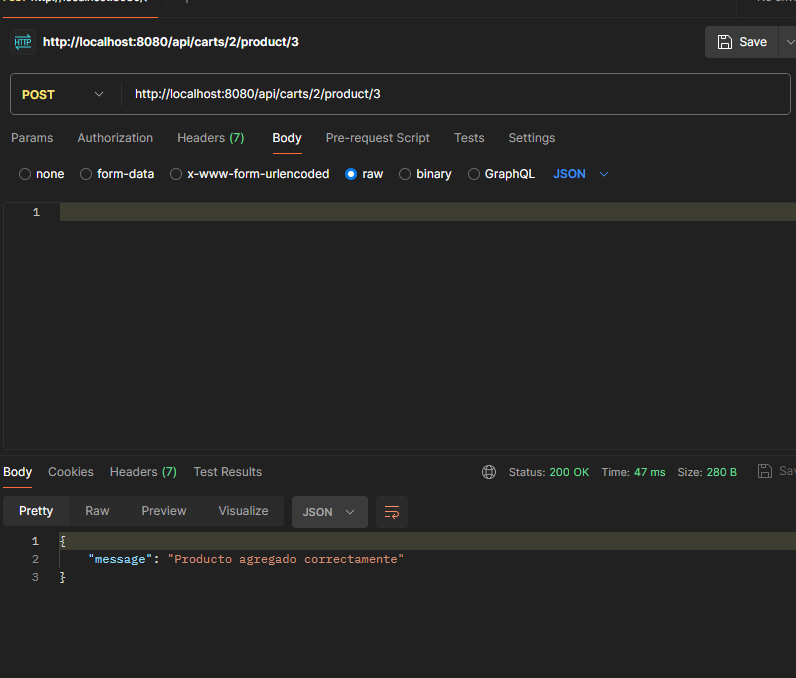 HTTP http://localhost:8080/api/carts/2/product/3 Save
POST http://localhost:8080/api/carts/2/product/3
Params Authorization Headers (7) Body Pre-request Script Tests Settings
none form-data x-www-form-urlencoded raw binary GraphQL JSON
1
Body Cookies Headers (7) Test Results Status: 200 OK Time: 47 ms Size: 280 B
Pretty Raw Preview Visualize JSON
1 {
2 "message": "Producto agregado correctamente"
3 }